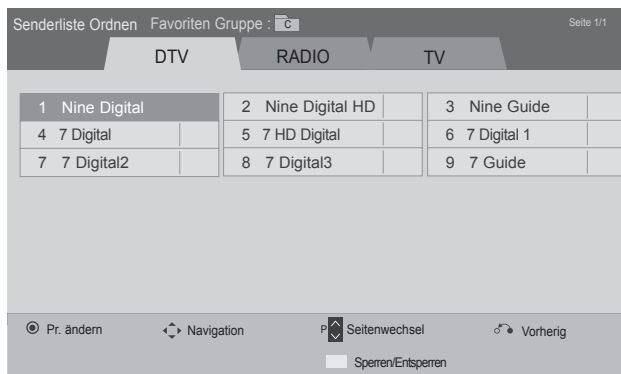 Senderliste Ordnen Favoriten Gruppe : C Seite 1/1
DTV RADIO TV
1 Nine Digital 2 Nine Digital HD 3 Nine Guide
4 7 Digital 5 7 HD Digital 6 7 Digital 1
7 7 Digital2 8 7 Digital3 9 7 Guide
Pr. ändern Navigation P Seitenwechsel Vorherig
Sperren/Entsperren